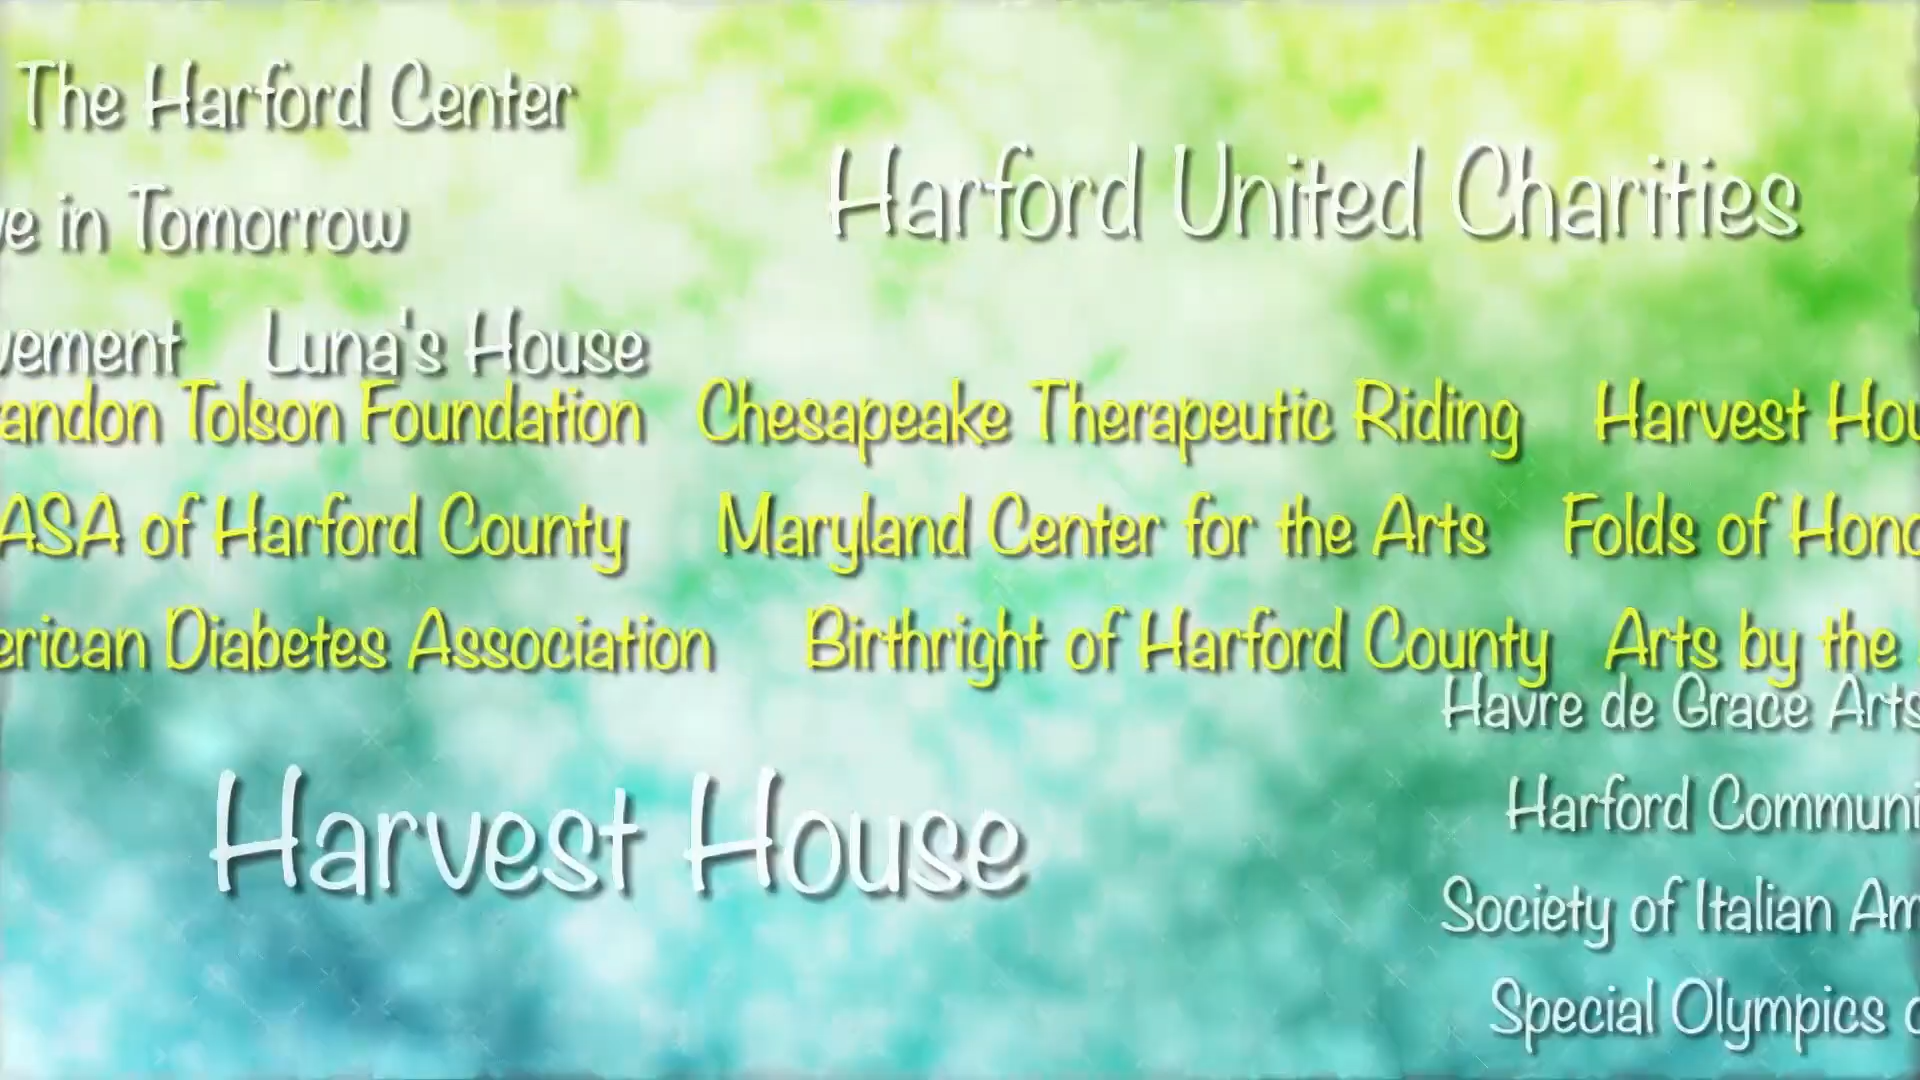 The Harford Center
Harford United Charities
ve in Tomorrow
vement Luna's House
andon Tolson Foundation Chesapeake Therapeutic Riding Harvest Hou
ASA of Harford County Maryland Center for the Arts Folds of Hono
erican Diabetes Association Birthright of Harford County Arts by the
Havre de Grace Arts
Harvest House
Harford Communi
Society of Italian Am
Special Olympics o